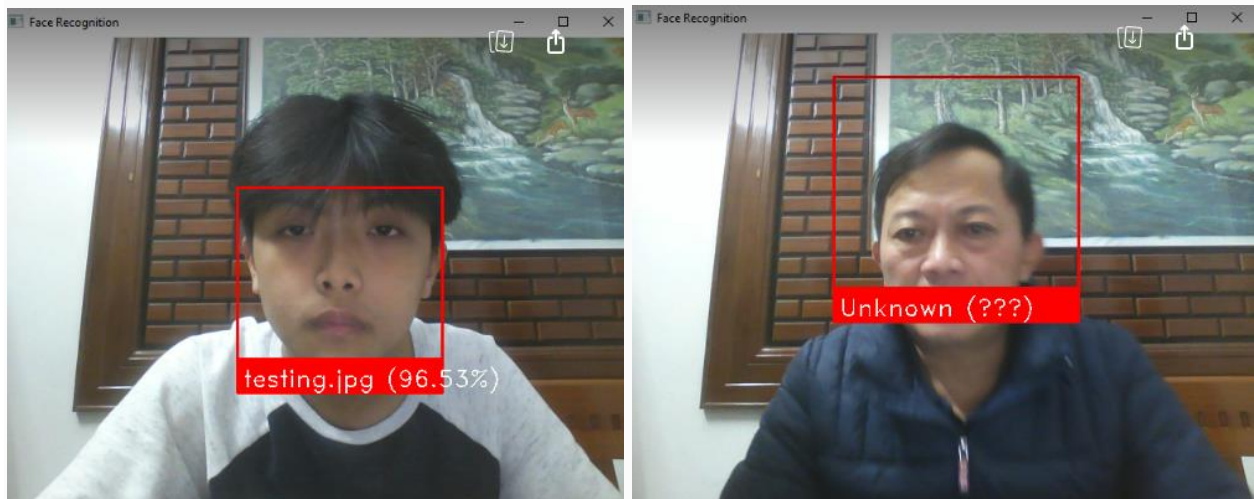 Face Recognition
testing.jpg (96.53%)
Face Recognition
Unknown (???)